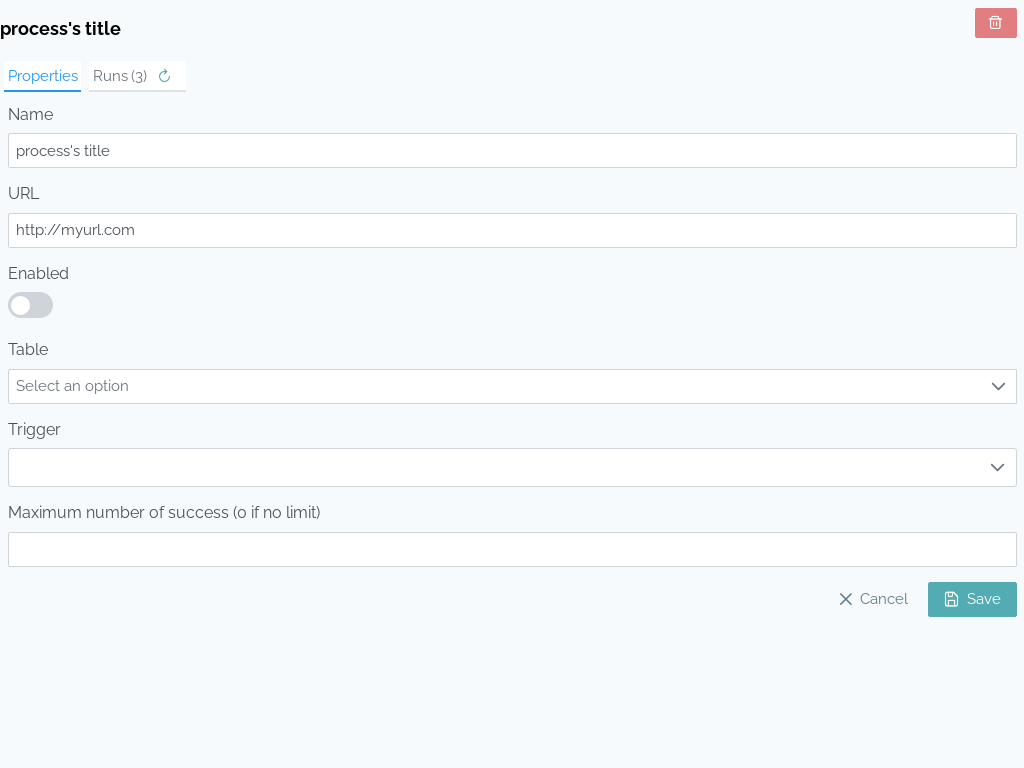 process's title
Properties
Runs (3)
Name
process's title
URL
http://myurl.com
Enabled
Table
Select an option
Trigger
Maximum number of success (0 if no limit)
Cancel
Save